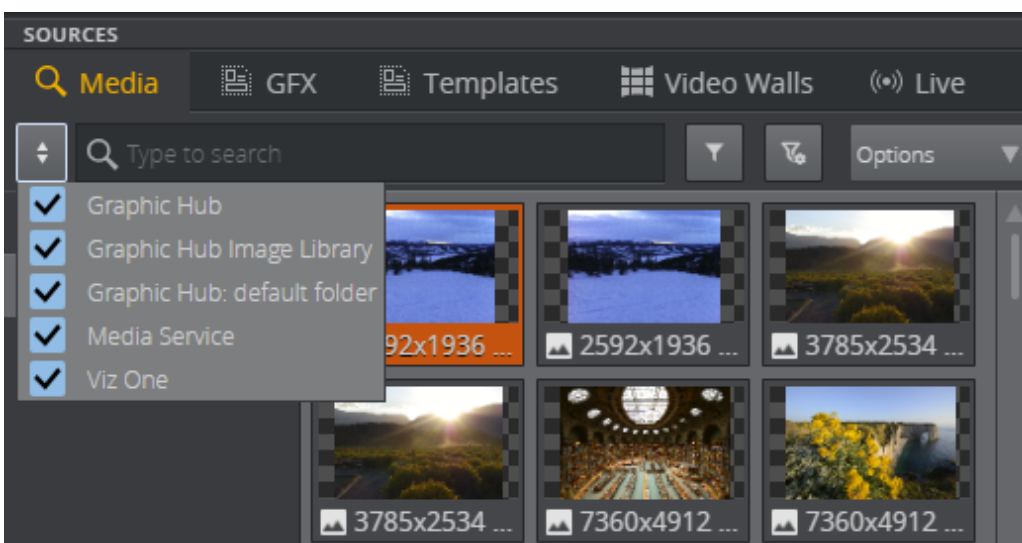 SOURCES
Media GFX Templates Video Walls Live
Type to search Options
Graphic Hub
Graphic Hub Image Library
Graphic Hub: default folder
Media Service
Viz One
92x1936 ... 2592x1936 ... 3785x2534 ...
3785x2534 ... 7360x4912 ... 7360x4912 ...